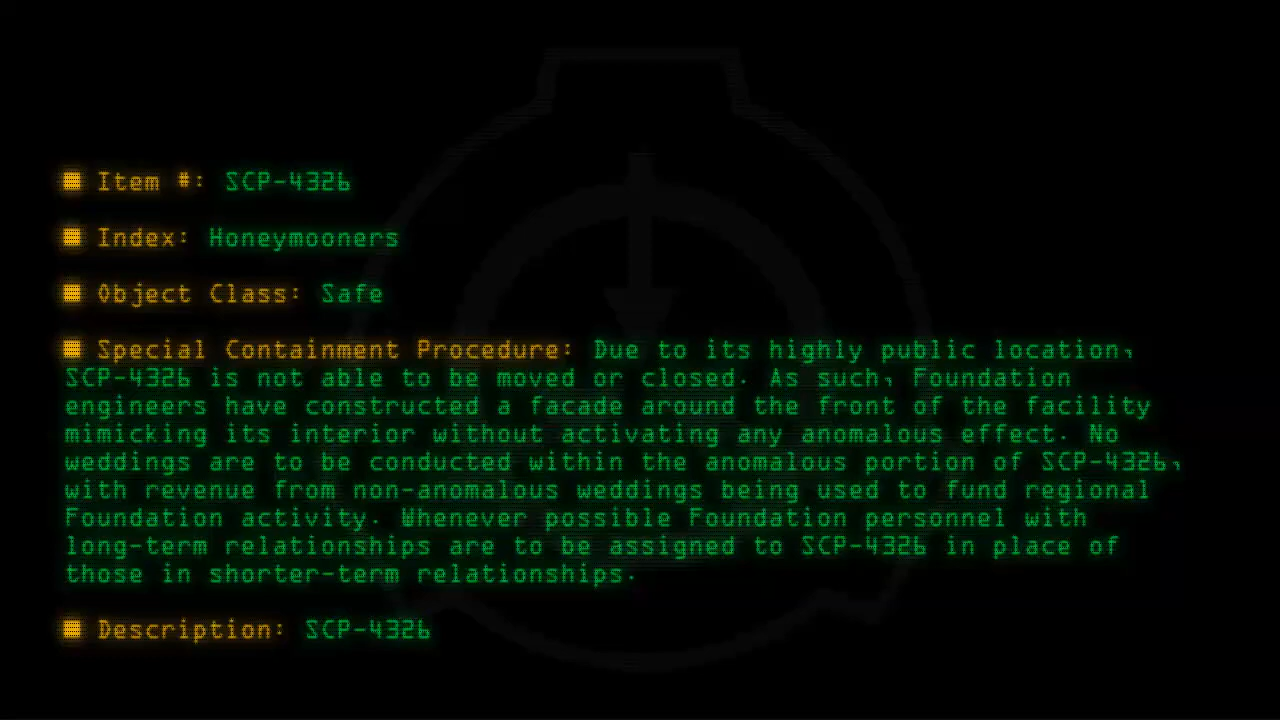 Item #: SCP-4326
Index: Honeymooners
Object Class: Safe
Special Containment Procedure: Due to its highly public location,
SCP-4326 is not able to be moved or closed. As such, Foundation
engineers have constructed a facade around the front of the facility
mimicking its interior without activating any anomalous effect. No
weddings are to be conducted within the anomalous portion of SCP-4326,
with revenue from non-anomalous weddings being used to fund regional
Foundation activity. Whenever possible Foundation personnel with
long-term relationships are to be assigned to SCP-4326 in place of
those in shorter-term relationships.
Description: SCP-4326